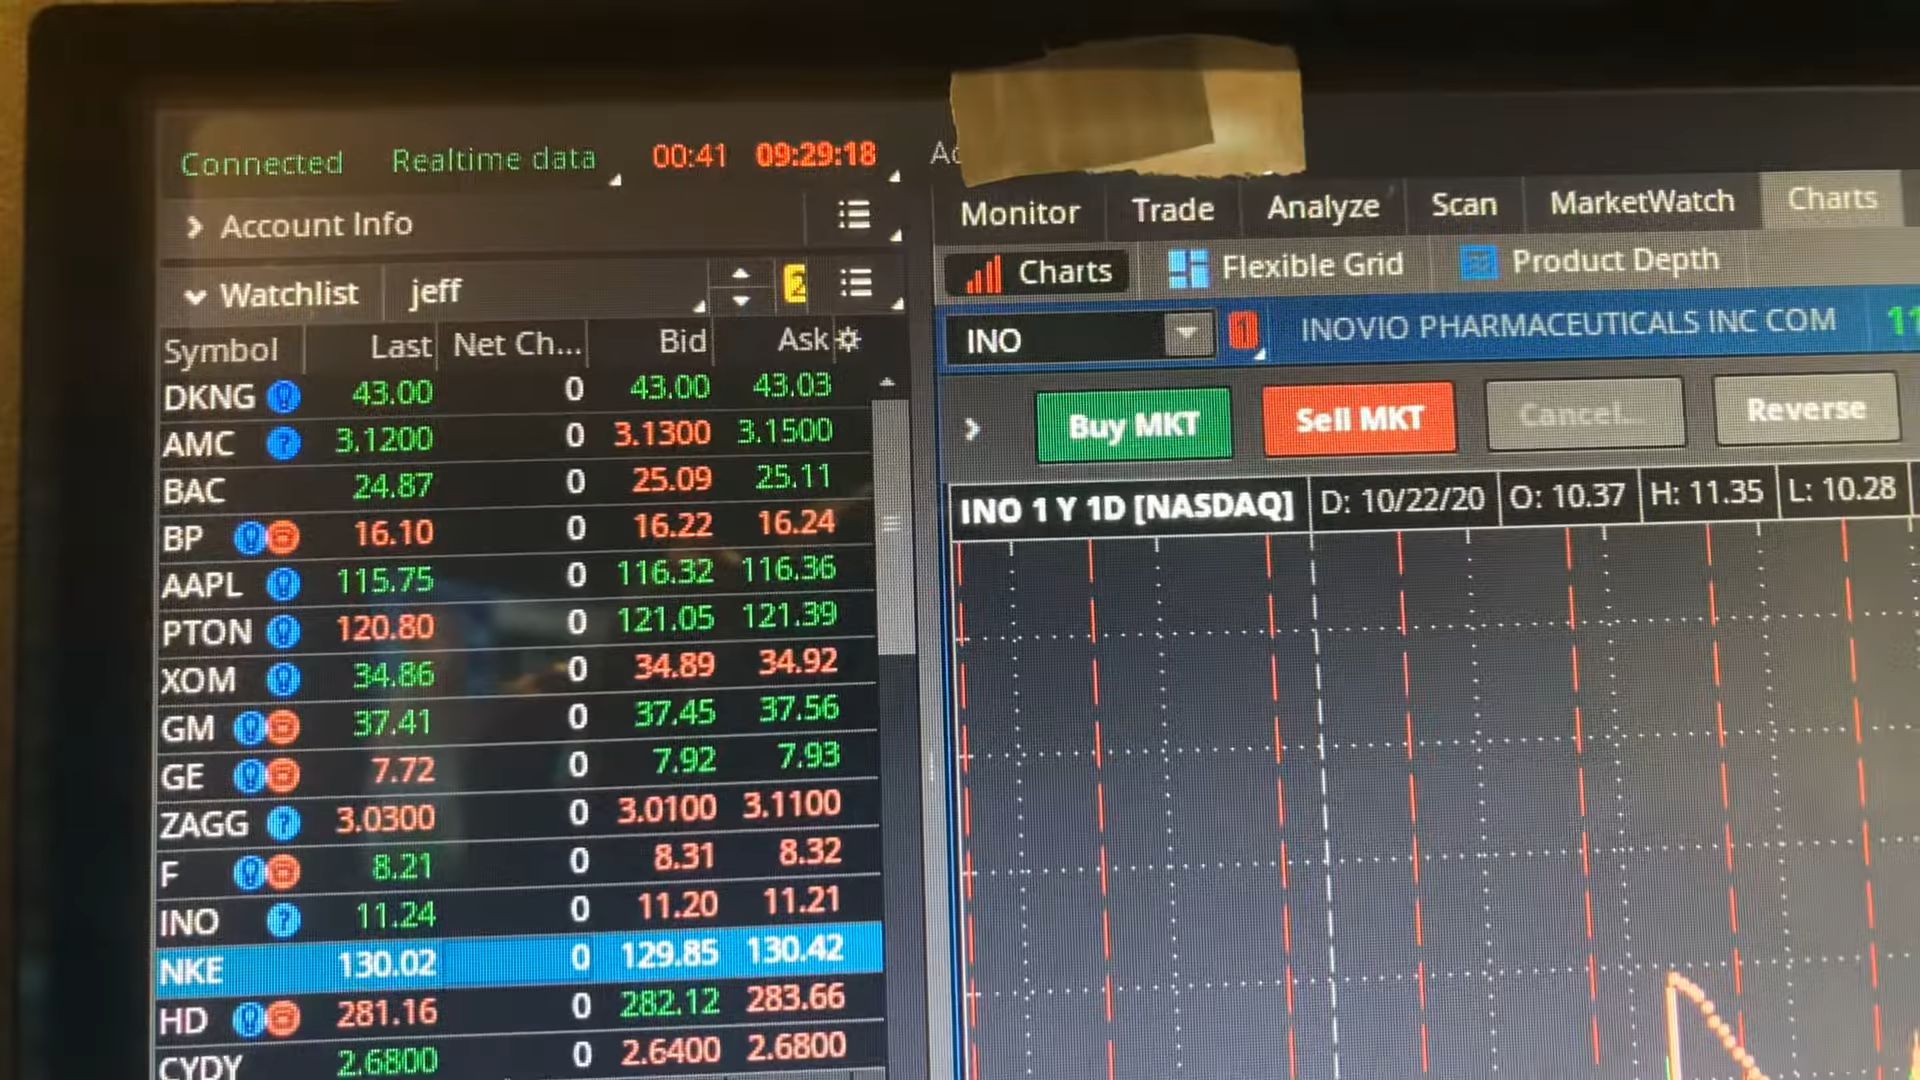 Connected Realtime data 00:41 09:29:18
Account Info
Watchlist jeff 2
Symbol Last Net Ch... Bid Ask
DKNG 43.00 0 43.00 43.03
AMC 3.1200 0 3.1300 3.1500
BAC 24.87 0 25.09 25.11
BP 16.10 0 16.22 16.24
AAPL 115.75 0 116.32 116.36
PTON 120.80 0 121.05 121.39
XOM 34.86 0 34.89 34.92
GM 37.41 0 37.45 37.56
GE 7.72 0 7.92 7.93
ZAGG 3.0300 0 3.0100 3.1100
F 8.21 0 8.31 8.32
INO 11.24 0 11.20 11.21
NKE 130.02 0 129.85 130.42
HD 281.16 0 282.12 283.66
CYDY 2.6800 0 2.6400 2.6800
Monitor Trade Analyze Scan MarketWatch Charts
Charts Flexible Grid Product Depth
INO 1 INOVIO PHARMACEUTICALS INC COM 11
Buy MKT Sell MKT Cancel... Reverse
INO 1 Y 1D [NASDAQ] D: 10/22/20 O: 10.37 H: 11.35 L: 10.28